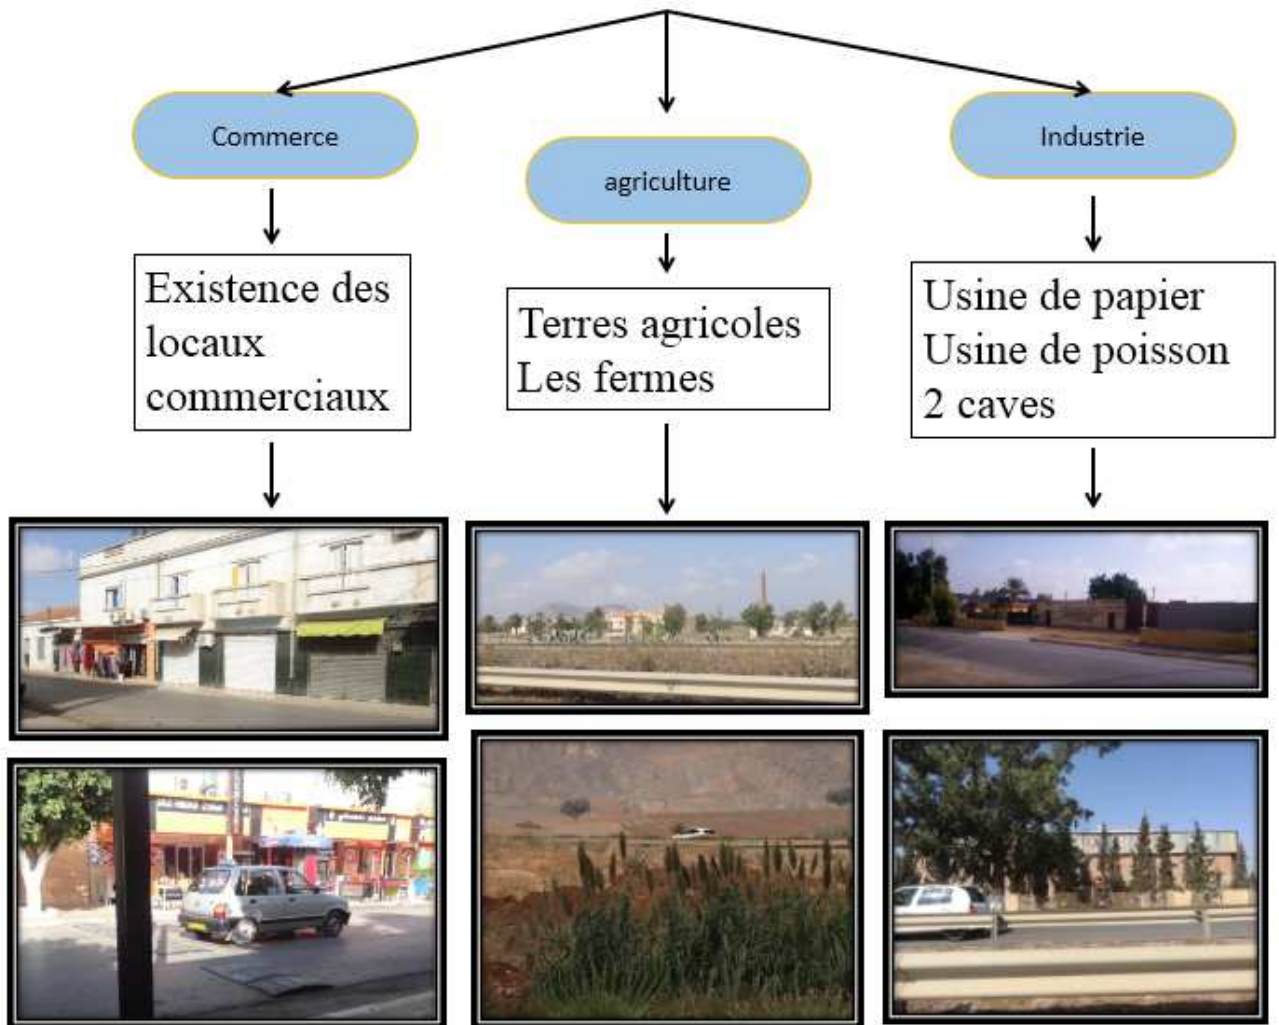 Commerce
agriculture
Industrie
Existence des
locaux
commerciaux
Terres agricoles
Les fermes
Usine de papier
Usine de poisson
2 caves